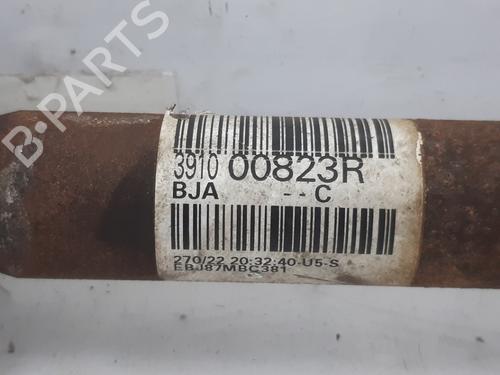 B-PARTS
3910 00823R
BJA - - C
270/22 20:32:40-U5-S
EBJ87MBC381